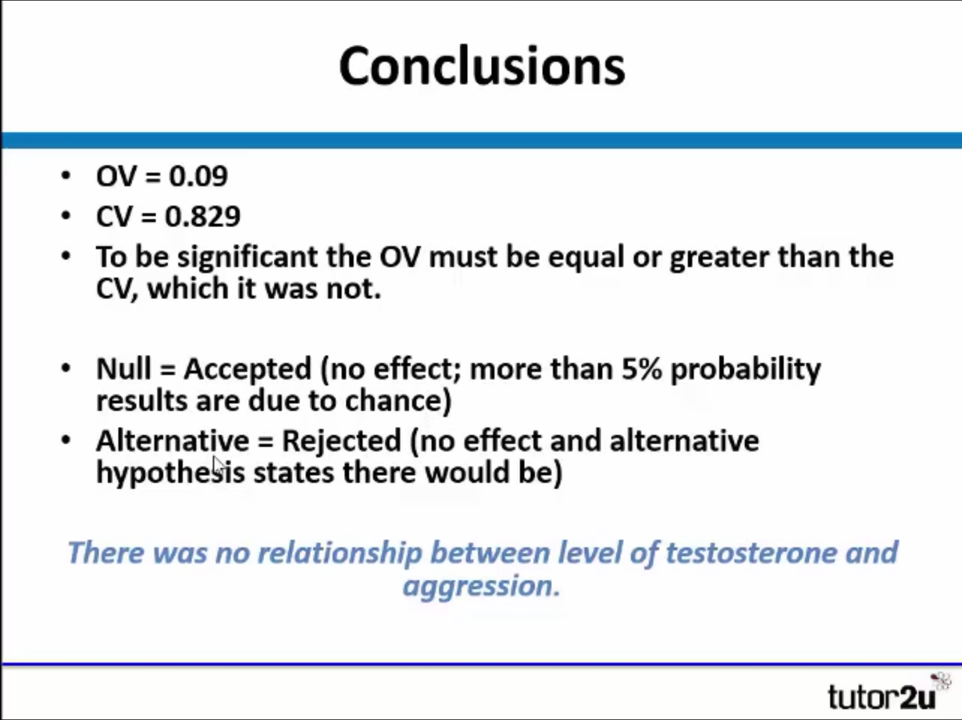 Conclusions
• OV = 0.09
• CV = 0.829
• To be significant the OV must be equal or greater than the
CV, which it was not.
• Null = Accepted (no effect; more than 5% probability
results are due to chance)
• Alternative = Rejected (no effect and alternative
hypothesis states there would be)
There was no relationship between level of testosterone and
aggression.
tutor2u